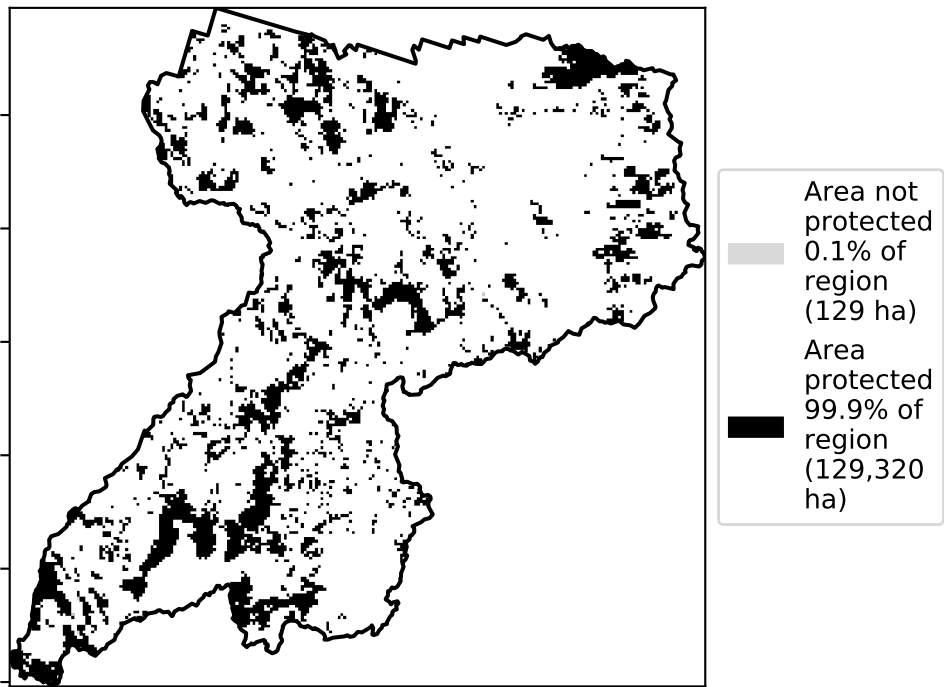 Area not
protected
0.1% of
region
(129 ha)
Area
protected
99.9% of
region
(129,320
ha)